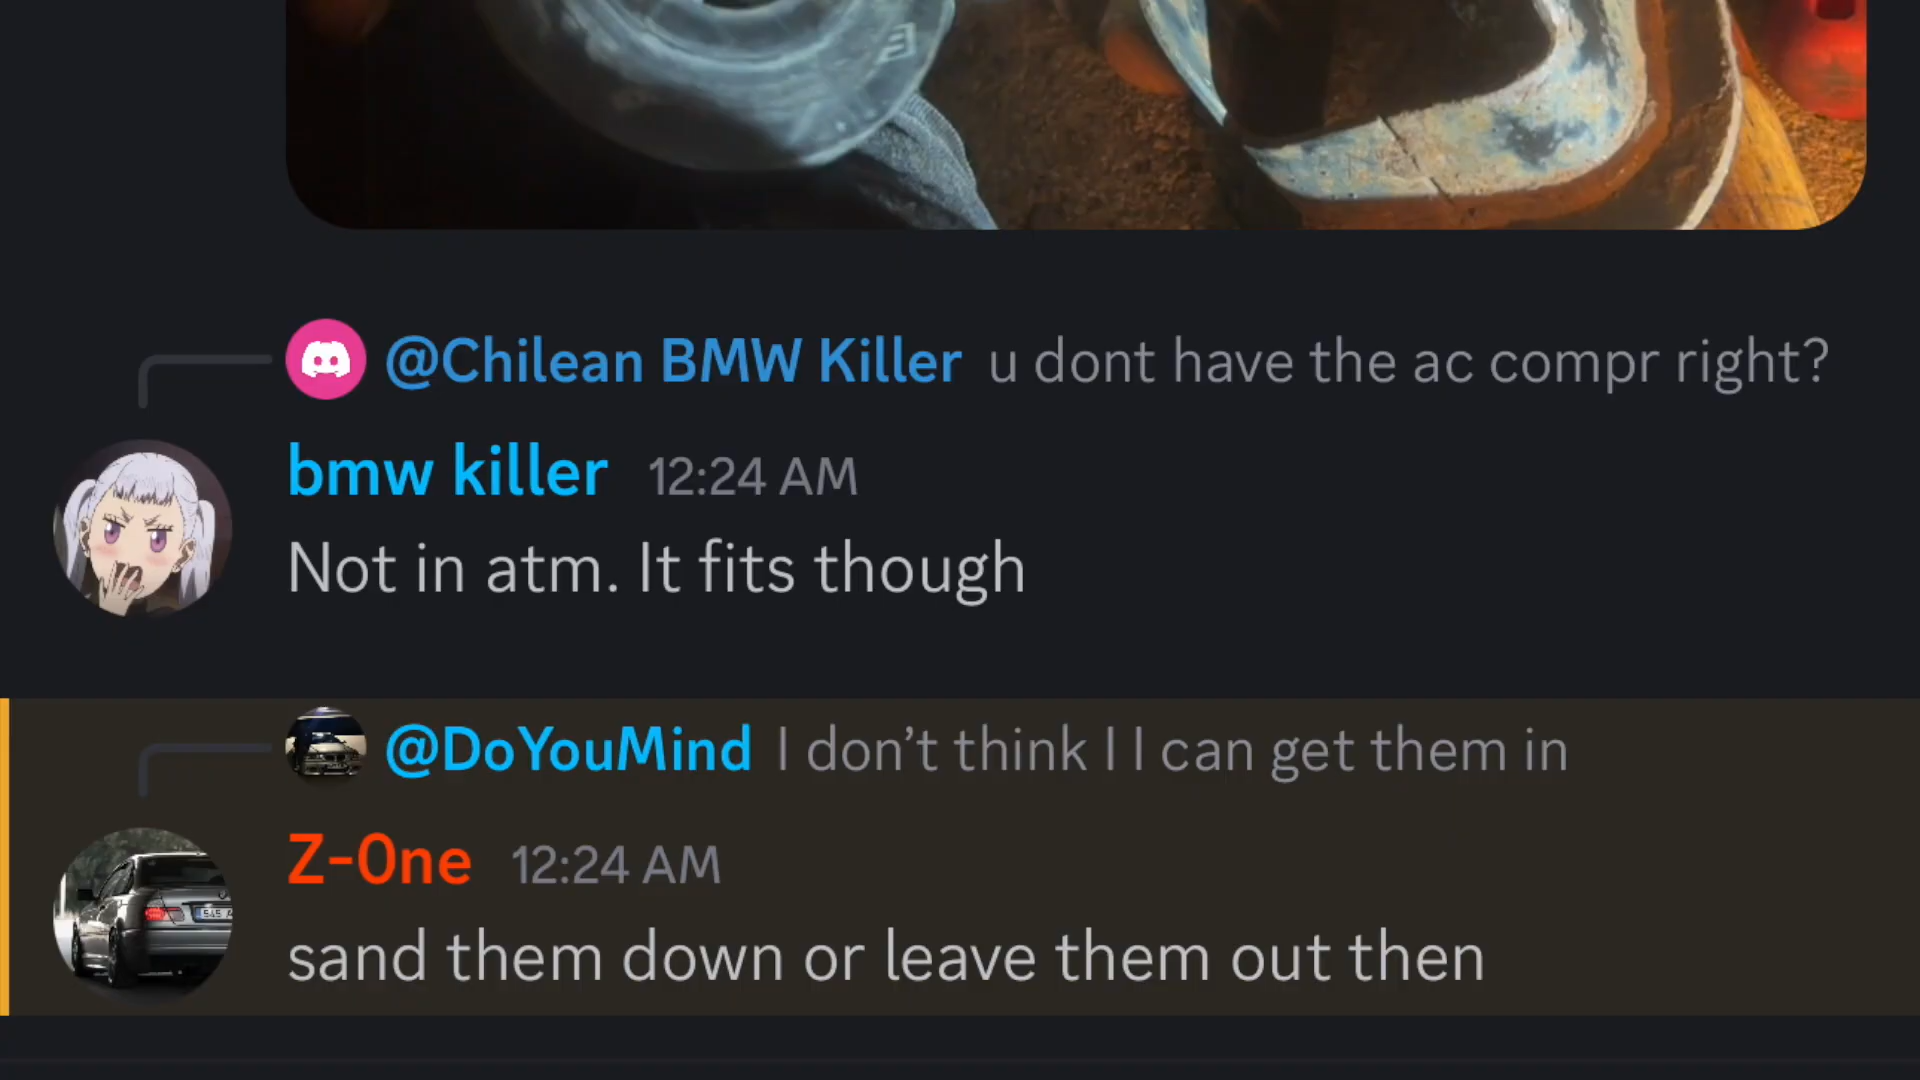 @Chilean BMW Killer u dont have the ac compr right?
bmw killer 12:24 AM
Not in atm. It fits though
@DoYouMind I don’t think I I can get them in
Z-One 12:24 AM
545
sand them down or leave them out then